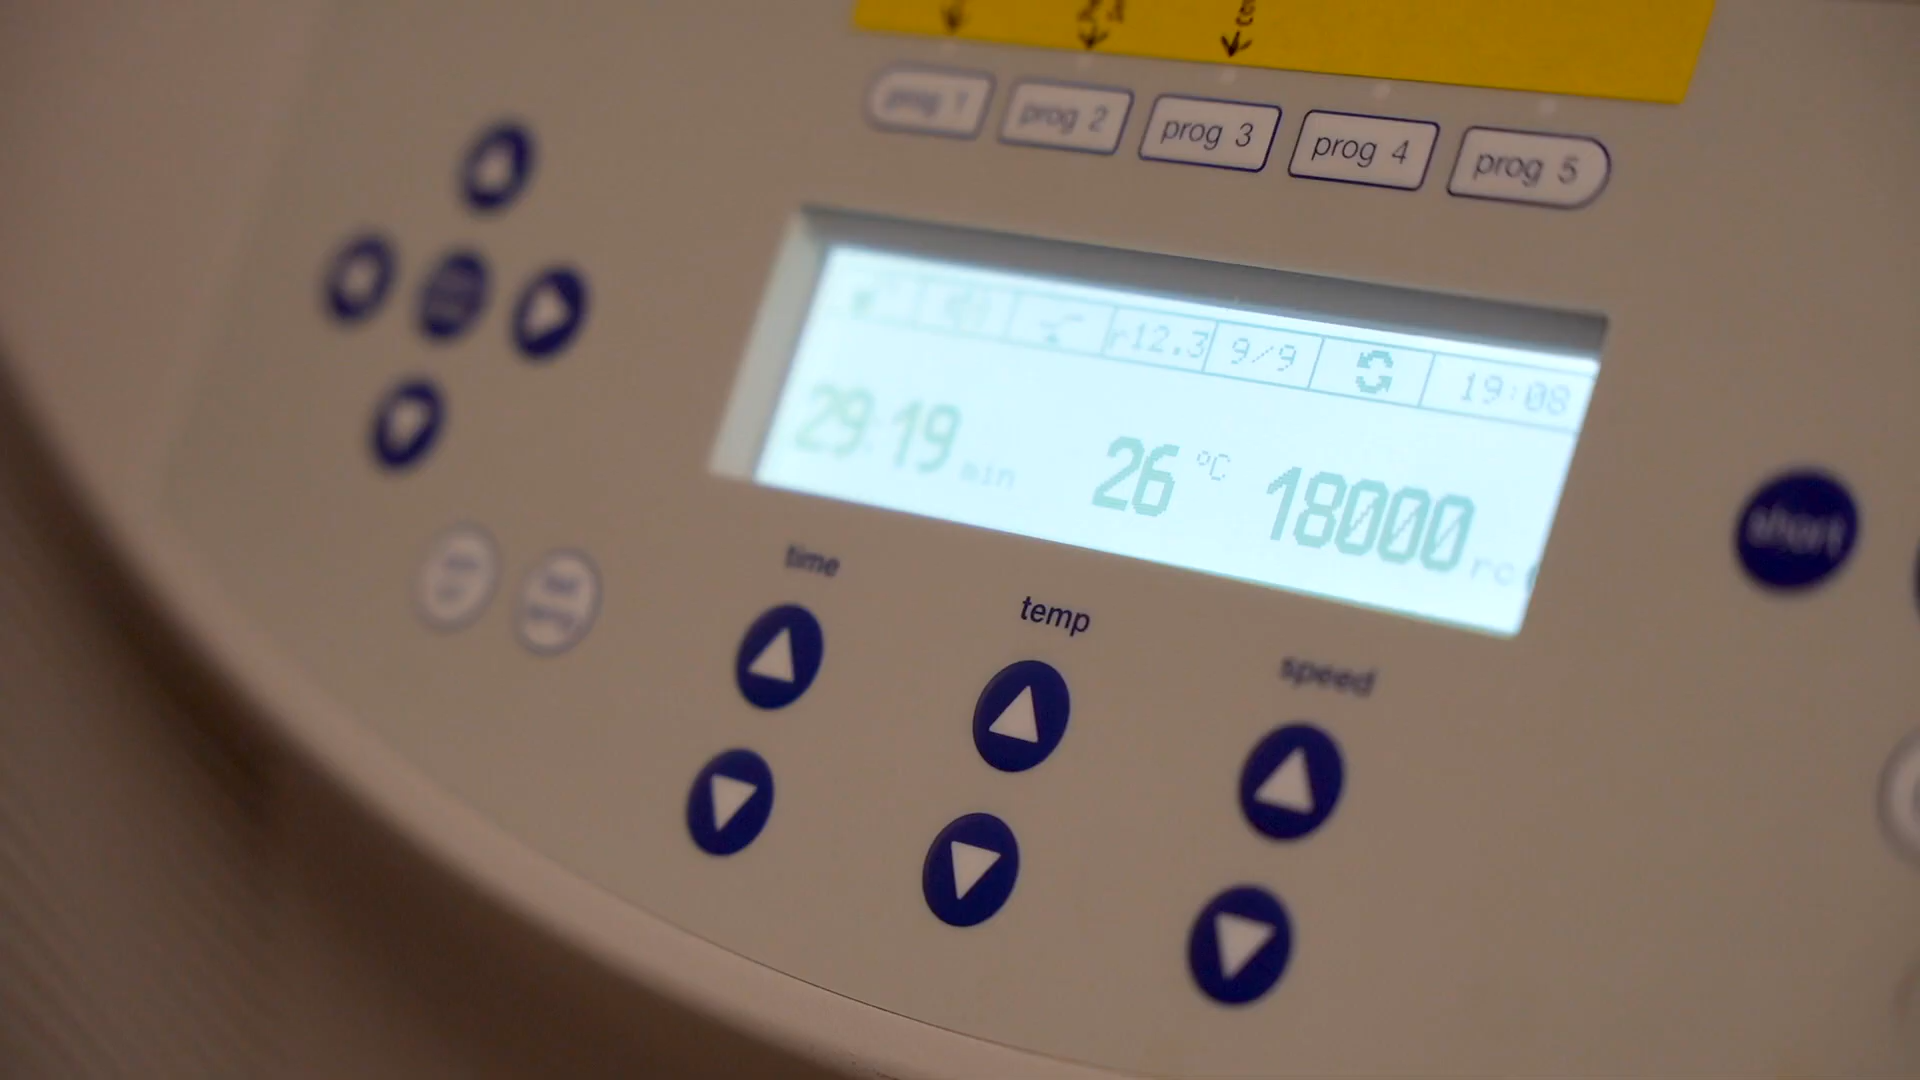 prog 1 prog 2 prog 3 prog 4 prog 5
r12.3 9/9 19:08
29:19 min 26 °C 18000
time
temp
speed
short